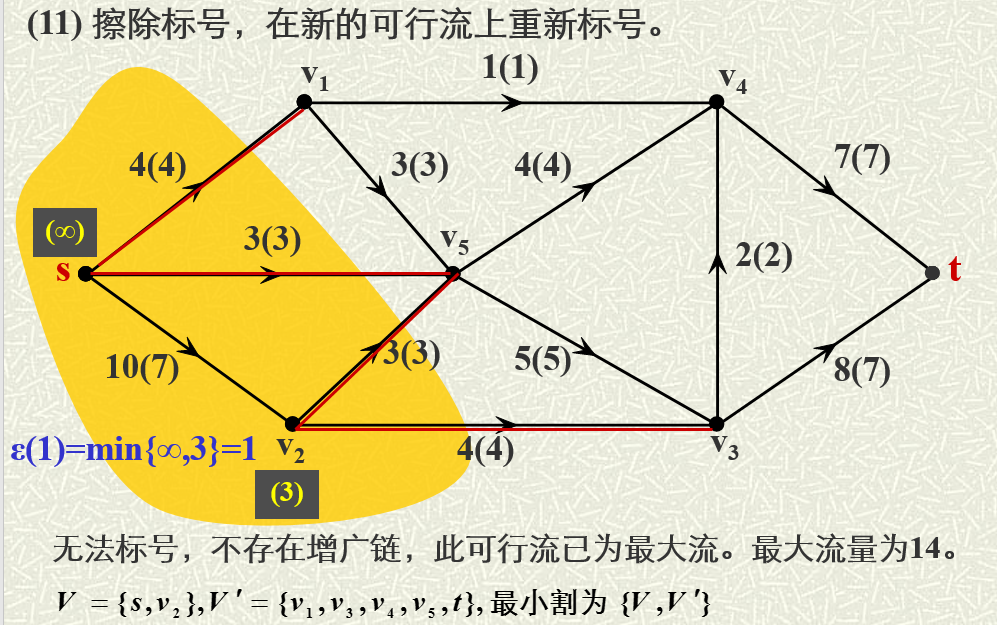 (11) 擦除标号，在新的可行流上重新标号。
v1
1(1)
v4
4(4)
3(3)
4(4)
7(7)
(∞)
s
3(3)
v5
2(2)
t
10(7)
3(3)
5(5)
8(7)
ε(1)=min{∞,3}=1
v2
4(4)
v3
(3)
无法标号，不存在增广链，此可行流已为最大流。最大流量为14。
V = {s,v2},V′ = {v1,v3,v4,v5,t}, 最小割为 {V,V′}